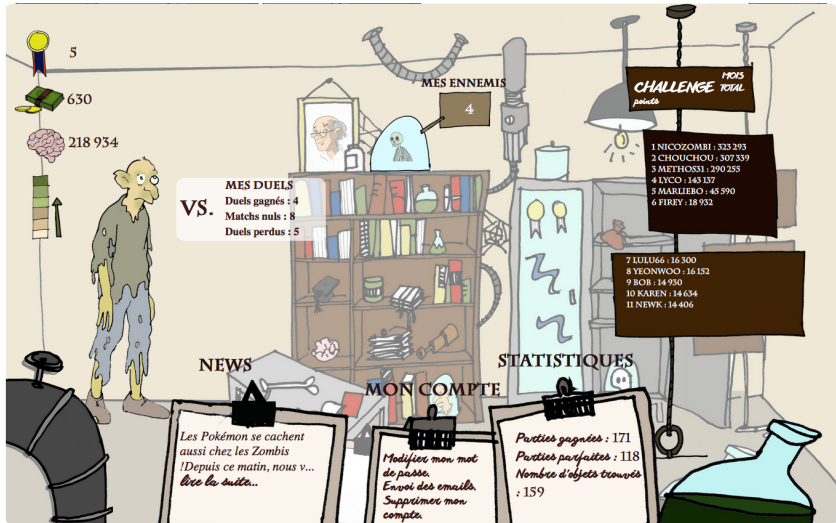 5
630
218 934
MES ENNEMIS
4
VS.
MES DUELS
Duels gagnés : 4
Matchs nuls : 8
Duels perdus : 5
CHALLENGE MOIS
points TOTAL
1 NICOZOMBI : 323 293
2 CHOUCHOU : 307 339
3 METHOS31 : 290 255
4 LYCO : 143 137
5 MARLIEBO : 45 590
6 FIREY : 18 932
7 LULU66 : 16 300
8 YEONWOO : 16 152
9 BOB : 14 930
10 KAREN : 14 634
11 NEWK : 14 406
NEWS
Les Pokémon se cachent
aussi chez les Zombis
!Depuis ce matin, nous v...
lire la suite...
MON COMPTE
Modifier mon mot
de passe.
Envoi des emails.
Supprimer mon
compte.
STATISTIQUES
Parties gagnées : 171
Parties parfaites : 118
Nombre d'objets trouvés
: 159